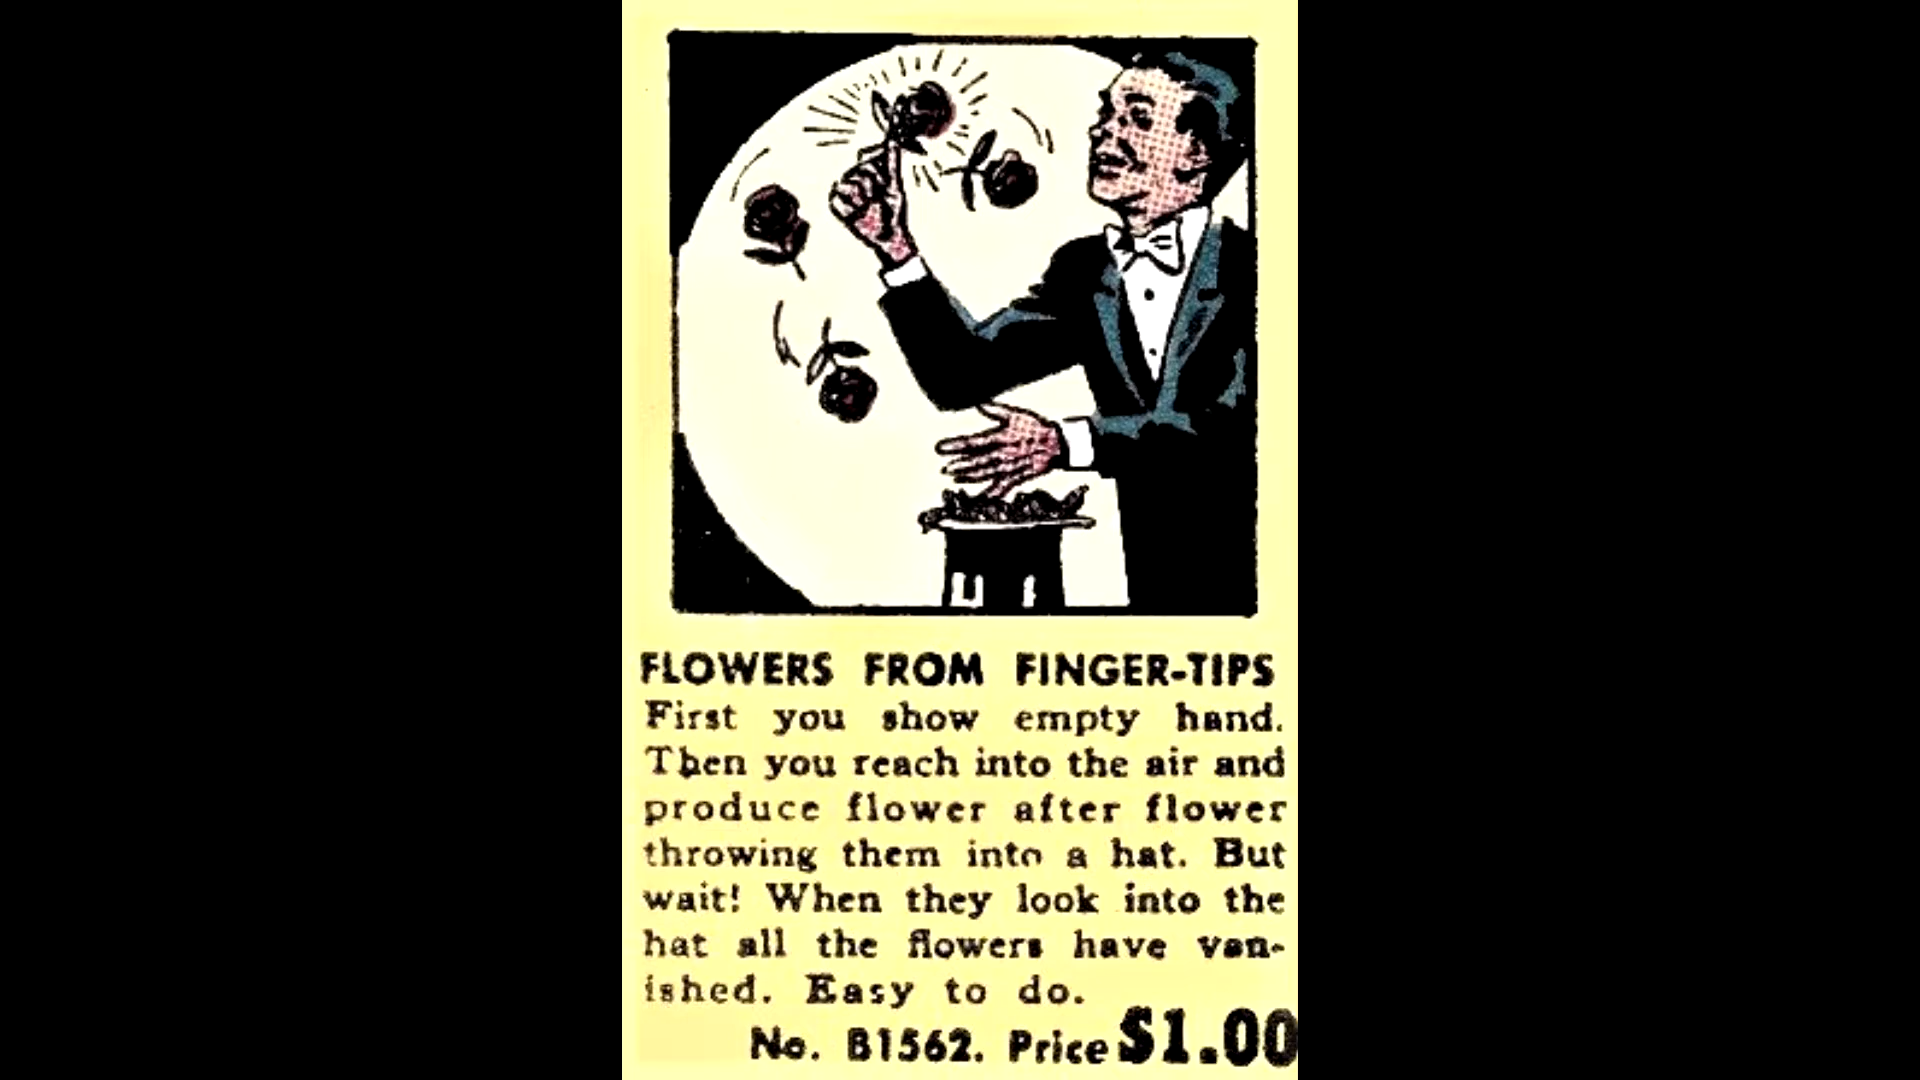 FLOWERS FROM FINGER-TIPS
First you show empty hand.
Then you reach into the air and
produce flower after flower
throwing them into a hat. But
wait! When they look into the
hat all the flowers have van-
ished. Easy to do.
No. B1562. Price $1.00